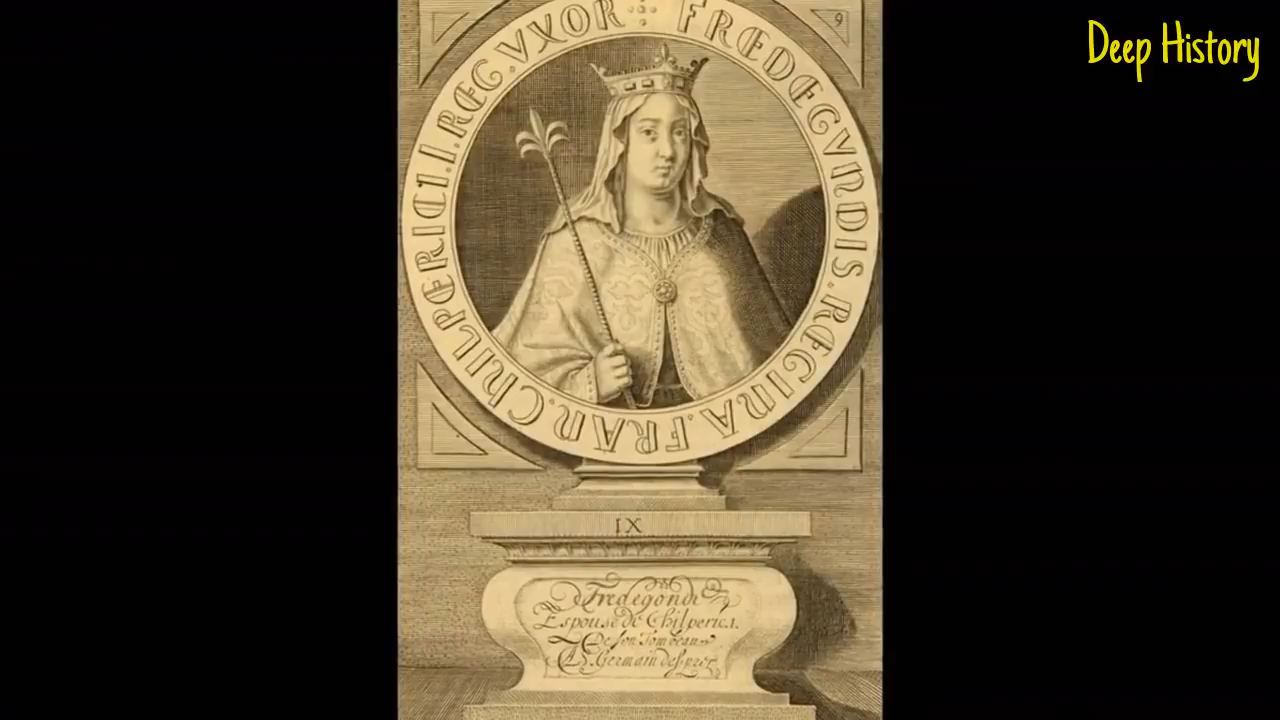 Deep History
9
FREDEGVNDIS. REGINA. FRAN. CHILPERICI. I. REG. VXOR
IX
Fredegonde
Espouse de Chilperic 1.
De son Tombeau
A S. Germain des prez